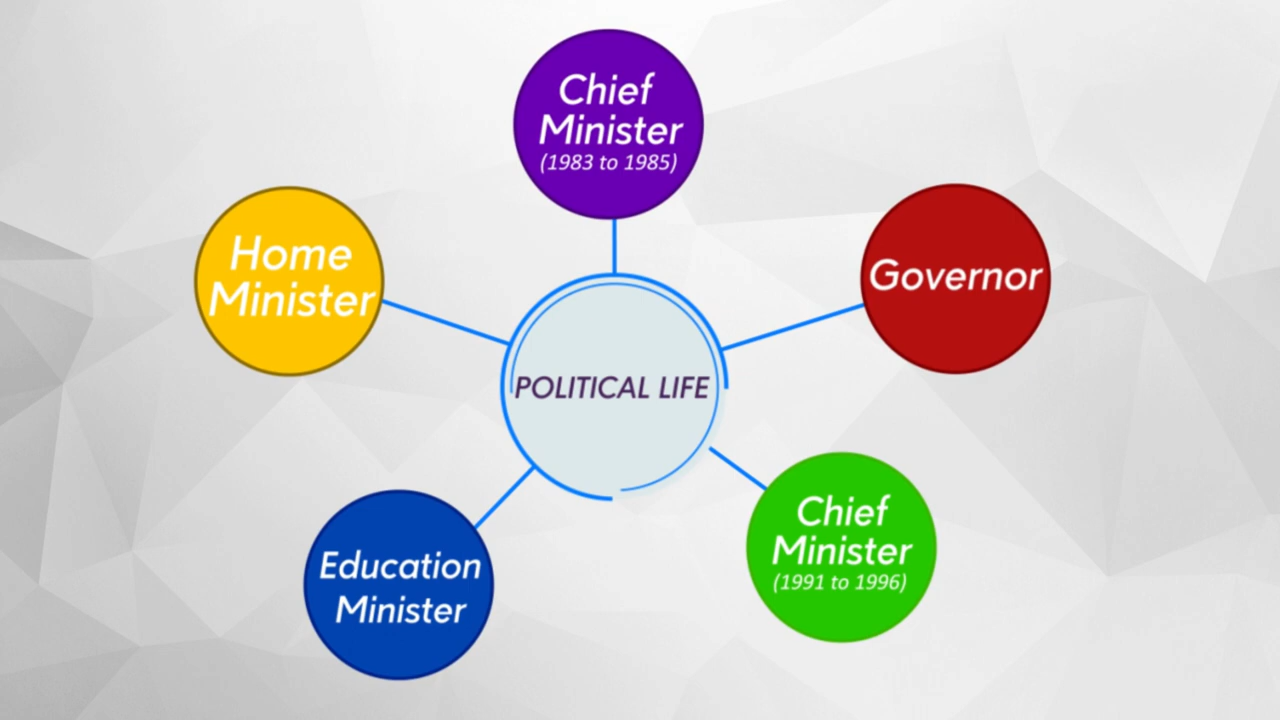 Chief
Minister
(1983 to 1985)
Home
Minister
Governor
POLITICAL LIFE
Education
Minister
Chief
Minister
(1991 to 1996)